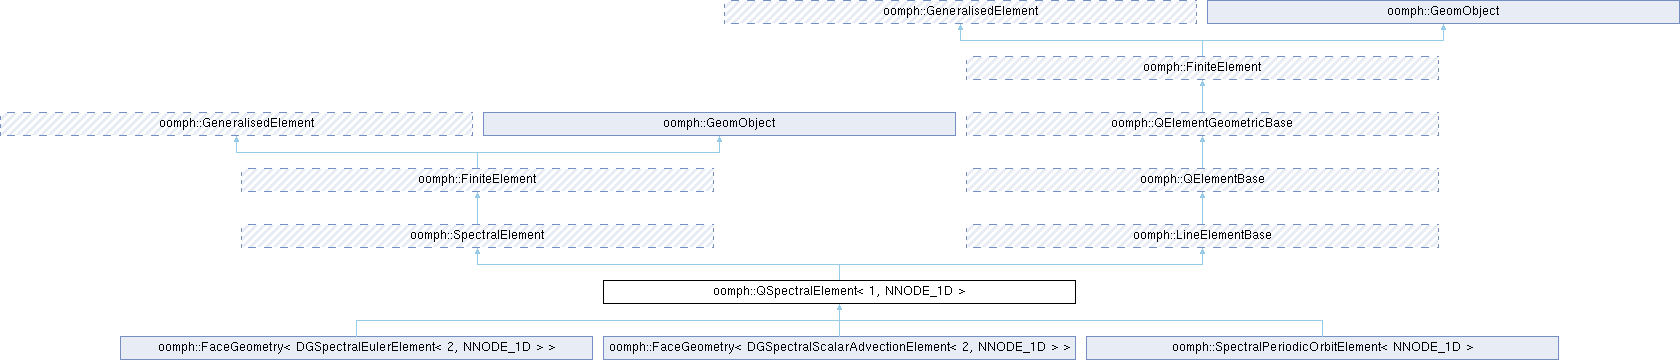 oomph::GeneralisedElement
oomph::GeomObject
oomph::FiniteElement
oomph::GeneralisedElement
oomph::GeomObject
oomph::QElementGeometricBase
oomph::FiniteElement
oomph::QElementBase
oomph::SpectralElement
oomph::LineElementBase
oomph::QSpectralElement< 1, NNODE_1D >
oomph::FaceGeometry< DGSpectralEulerElement< 2, NNODE_1D > >
oomph::FaceGeometry< DGSpectralScalarAdvectionElement< 2, NNODE_1D > >
oomph::SpectralPeriodicOrbitElement< NNODE_1D >